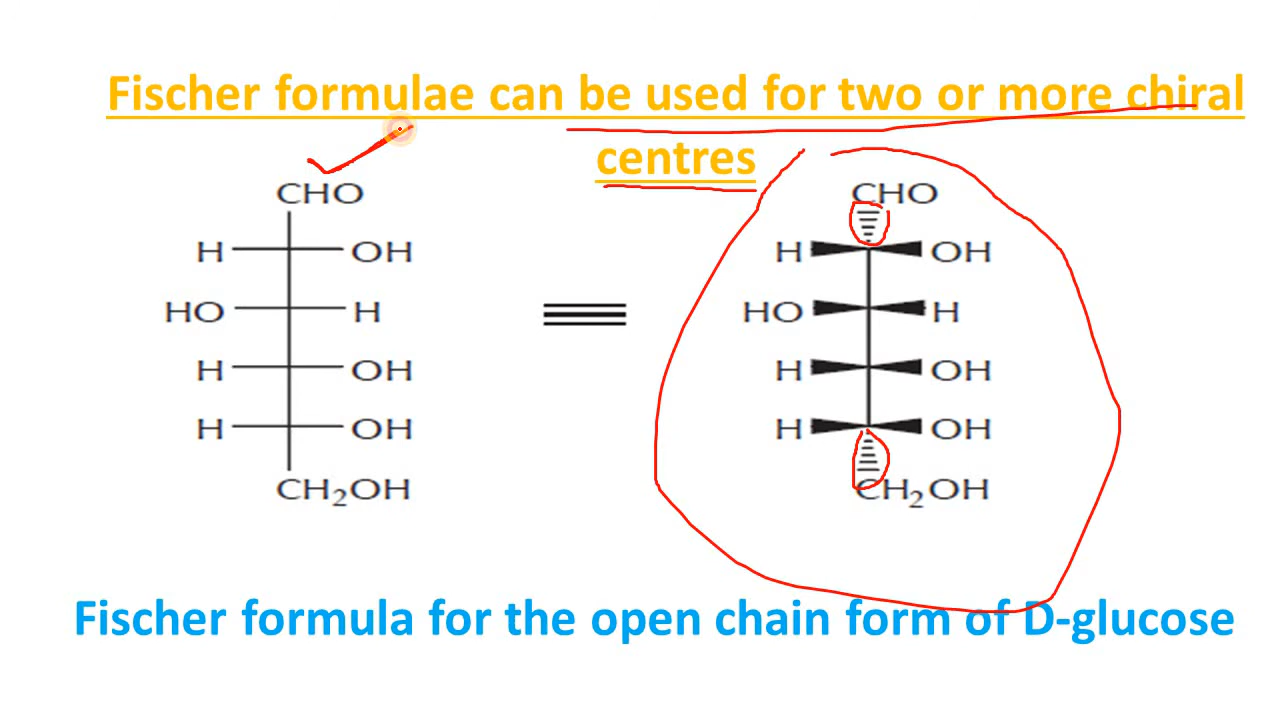 Fischer formulae can be used for two or more chiral
centres
CHO CHO
H OH H OH
HO H HO H
H OH H OH
H OH H OH
CH₂OH CH₂OH
Fischer formula for the open chain form of D-glucose